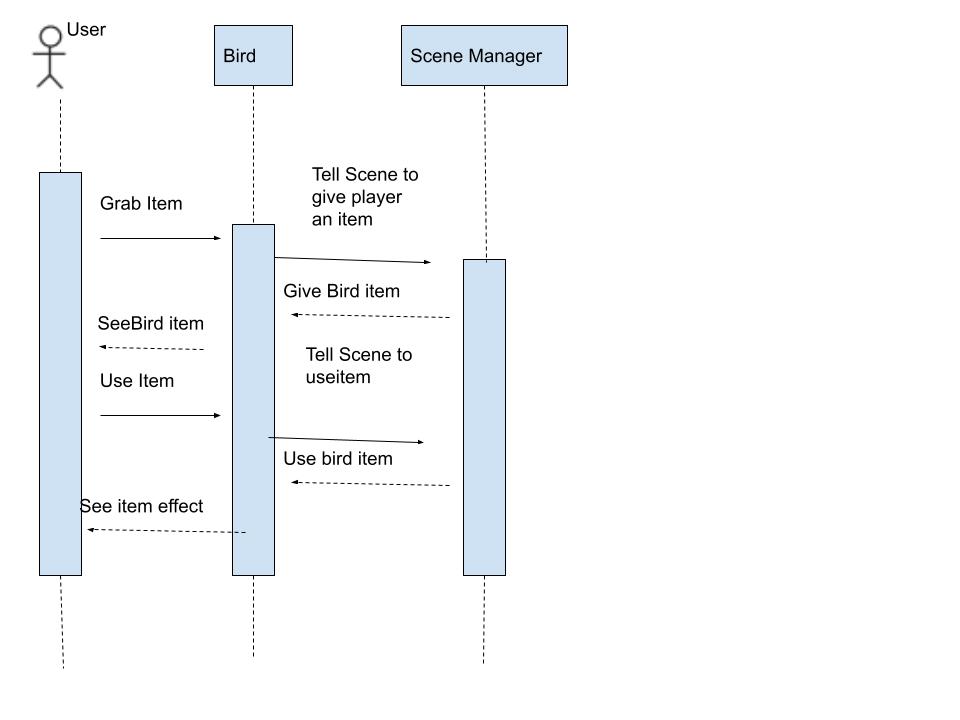 User
Bird
Scene Manager
Tell Scene to
give player
an item
Grab Item
Give Bird item
SeeBird item
Tell Scene to
useitem
Use Item
Use bird item
See item effect